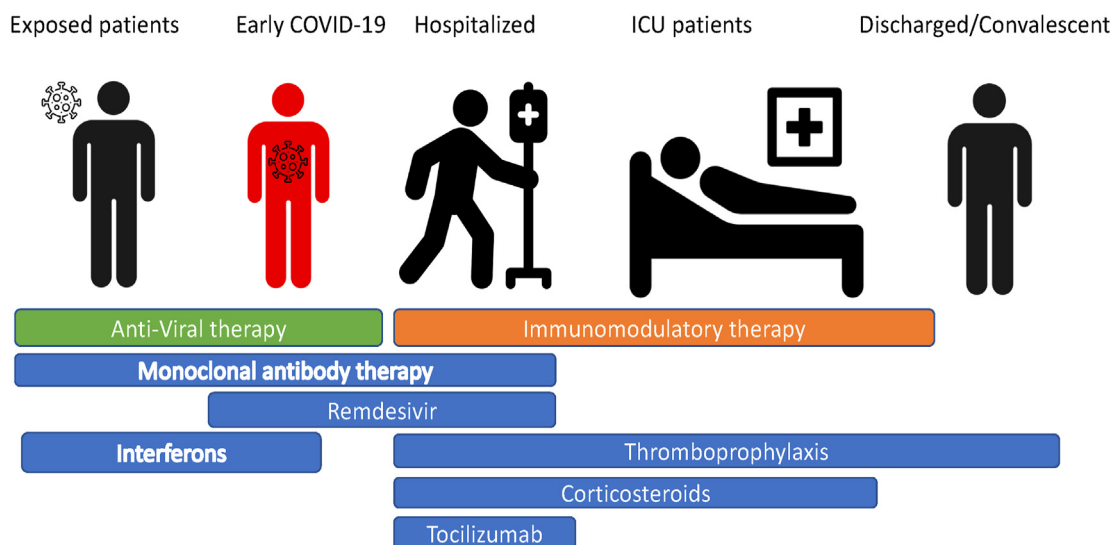 Exposed patients
Early COVID-19
Hospitalized
ICU patients
Discharged/Convalescent
Anti-Viral therapy
Immunomodulatory therapy
Monoclonal antibody therapy
Remdesivir
Interferons
Thromboprophylaxis
Corticosteroids
Tocilizumab